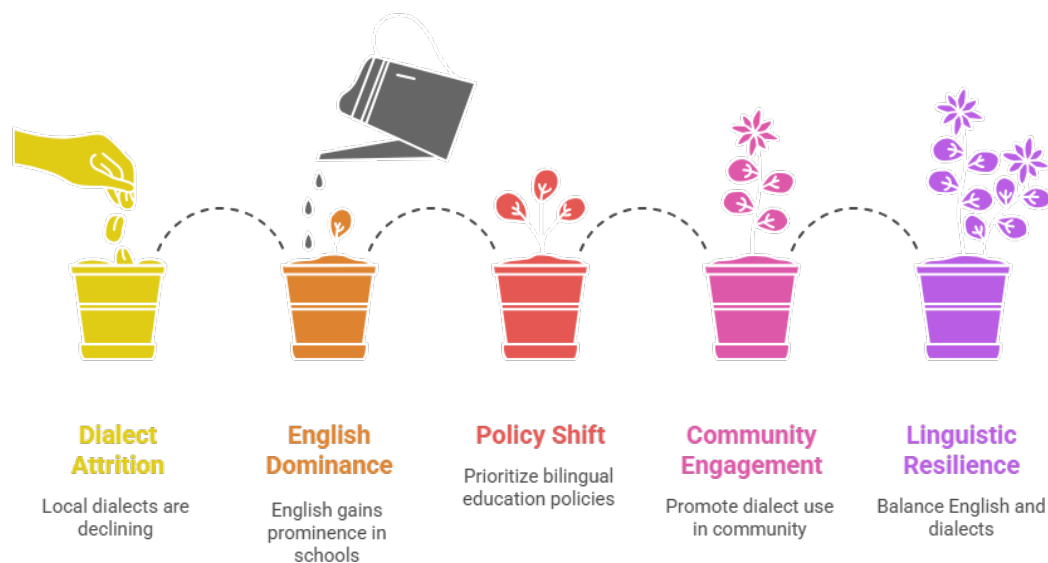 Dialect
Attrition
Local dialects are
declining
English
Dominance
English gains
prominence in
schools
Policy Shift
Prioritize bilingual
education policies
Community
Engagement
Promote dialect use
in community
Linguistic
Resilience
Balance English and
dialects